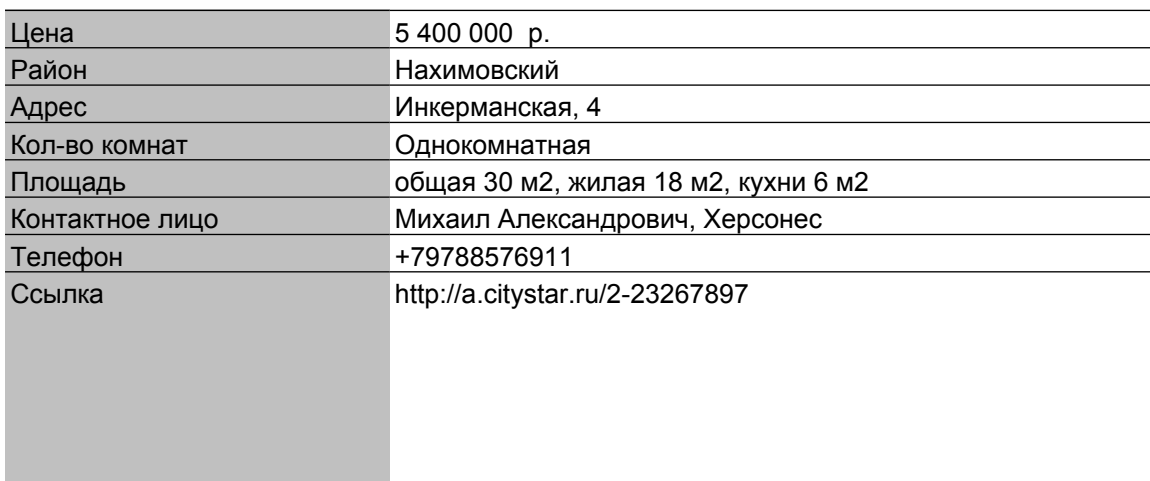 Цена 5 400 000 р.
Район Нахимовский
Адрес Инкерманская, 4
Кол-во комнат Однокомнатная
Площадь общая 30 м2, жилая 18 м2, кухни 6 м2
Контактное лицо Михаил Александрович, Херсонес
Телефон +79788576911
Ссылка http://a.citystar.ru/2-23267897